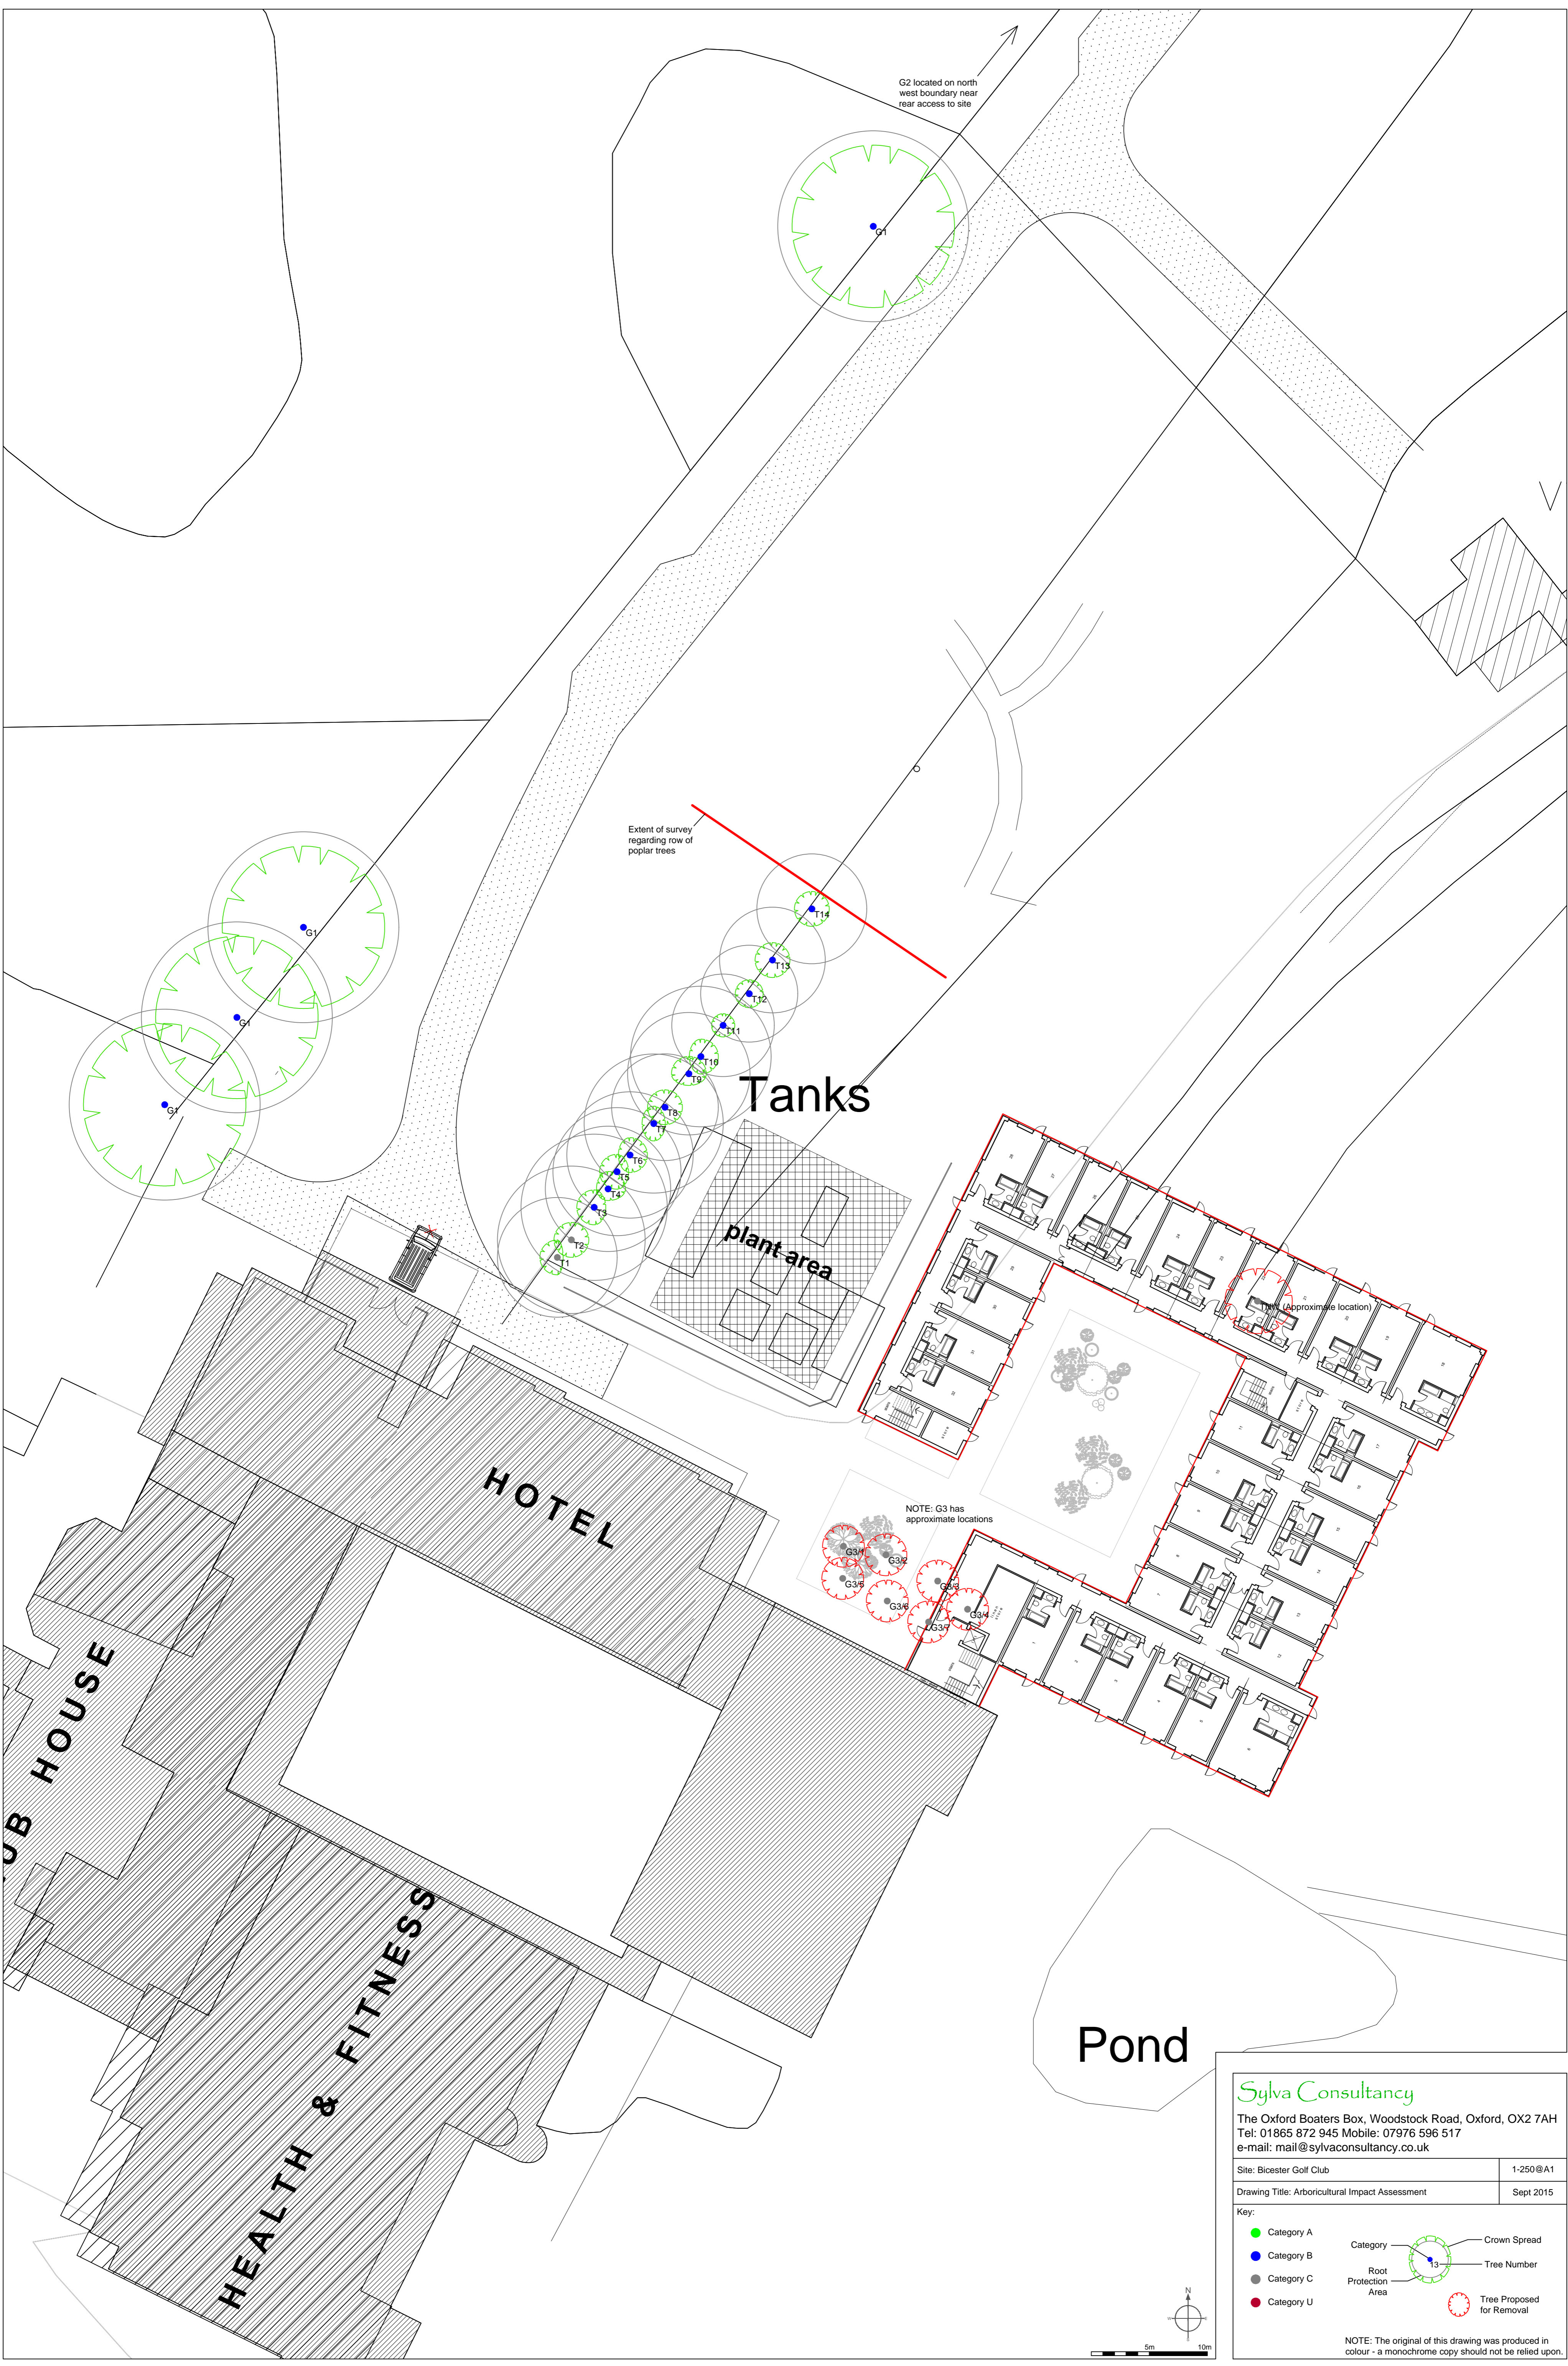 G2 located on north
west boundary near
rear access to site
G1
Extent of survey
regarding row of
poplar trees
T14
G1
T13
T12
G1
T11
T10
T9
Tanks
G1
T8
T7
T6
T5
T4
T3
T2
T1
plant area
(Approximate location)
HOTEL
NOTE: G3 has
approximate locations
G3/1
G3/2
G3/5
G3/3
G3/6
G3/4
G3/7
UB HOUSE
HEALTH & FITNESS
Pond
Sylva Consultancy
The Oxford Boaters Box, Woodstock Road, Oxford, OX2 7AH
Tel: 01865 872 945 Mobile: 07976 596 517
e-mail: mail@sylvaconsultancy.co.uk
Site: Bicester Golf Club
1-250@A1
Drawing Title: Arboricultural Impact Assessment
Sept 2015
Key:
Category A
Category B
Category C
Category U
Category
Root
Protection
Area
13
Crown Spread
Tree Number
Tree Proposed
for Removal
NOTE: The original of this drawing was produced in
colour - a monochrome copy should not be relied upon.
N
5m
10m